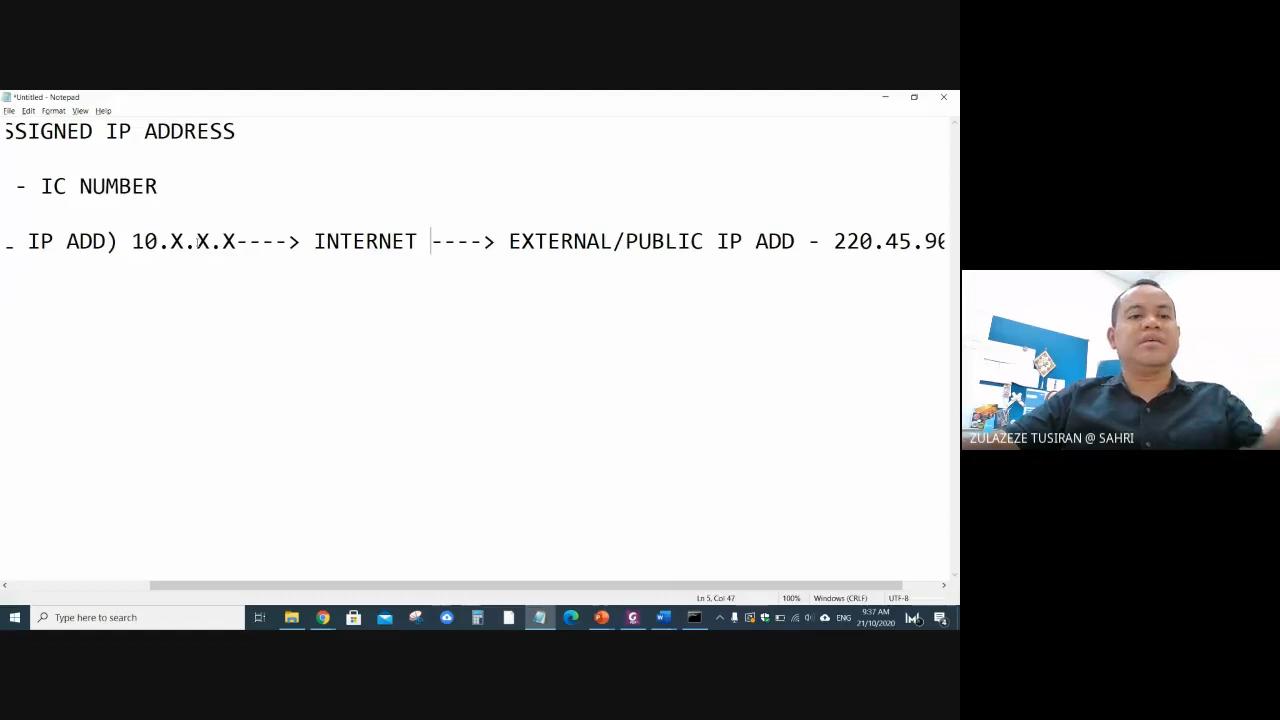 *Untitled - Notepad
File Edit Format View Help
SSIGNED IP ADDRESS
- IC NUMBER
IP ADD) 10.X.X.X----> INTERNET ----> EXTERNAL/PUBLIC IP ADD - 220.45.96
ZULAZEZE TUSIRAN @ SAHRI
Ln 5, Col 47 100% Windows (CRLF) UTF-8
Type here to search
ENG
9:37 AM
21/10/2020